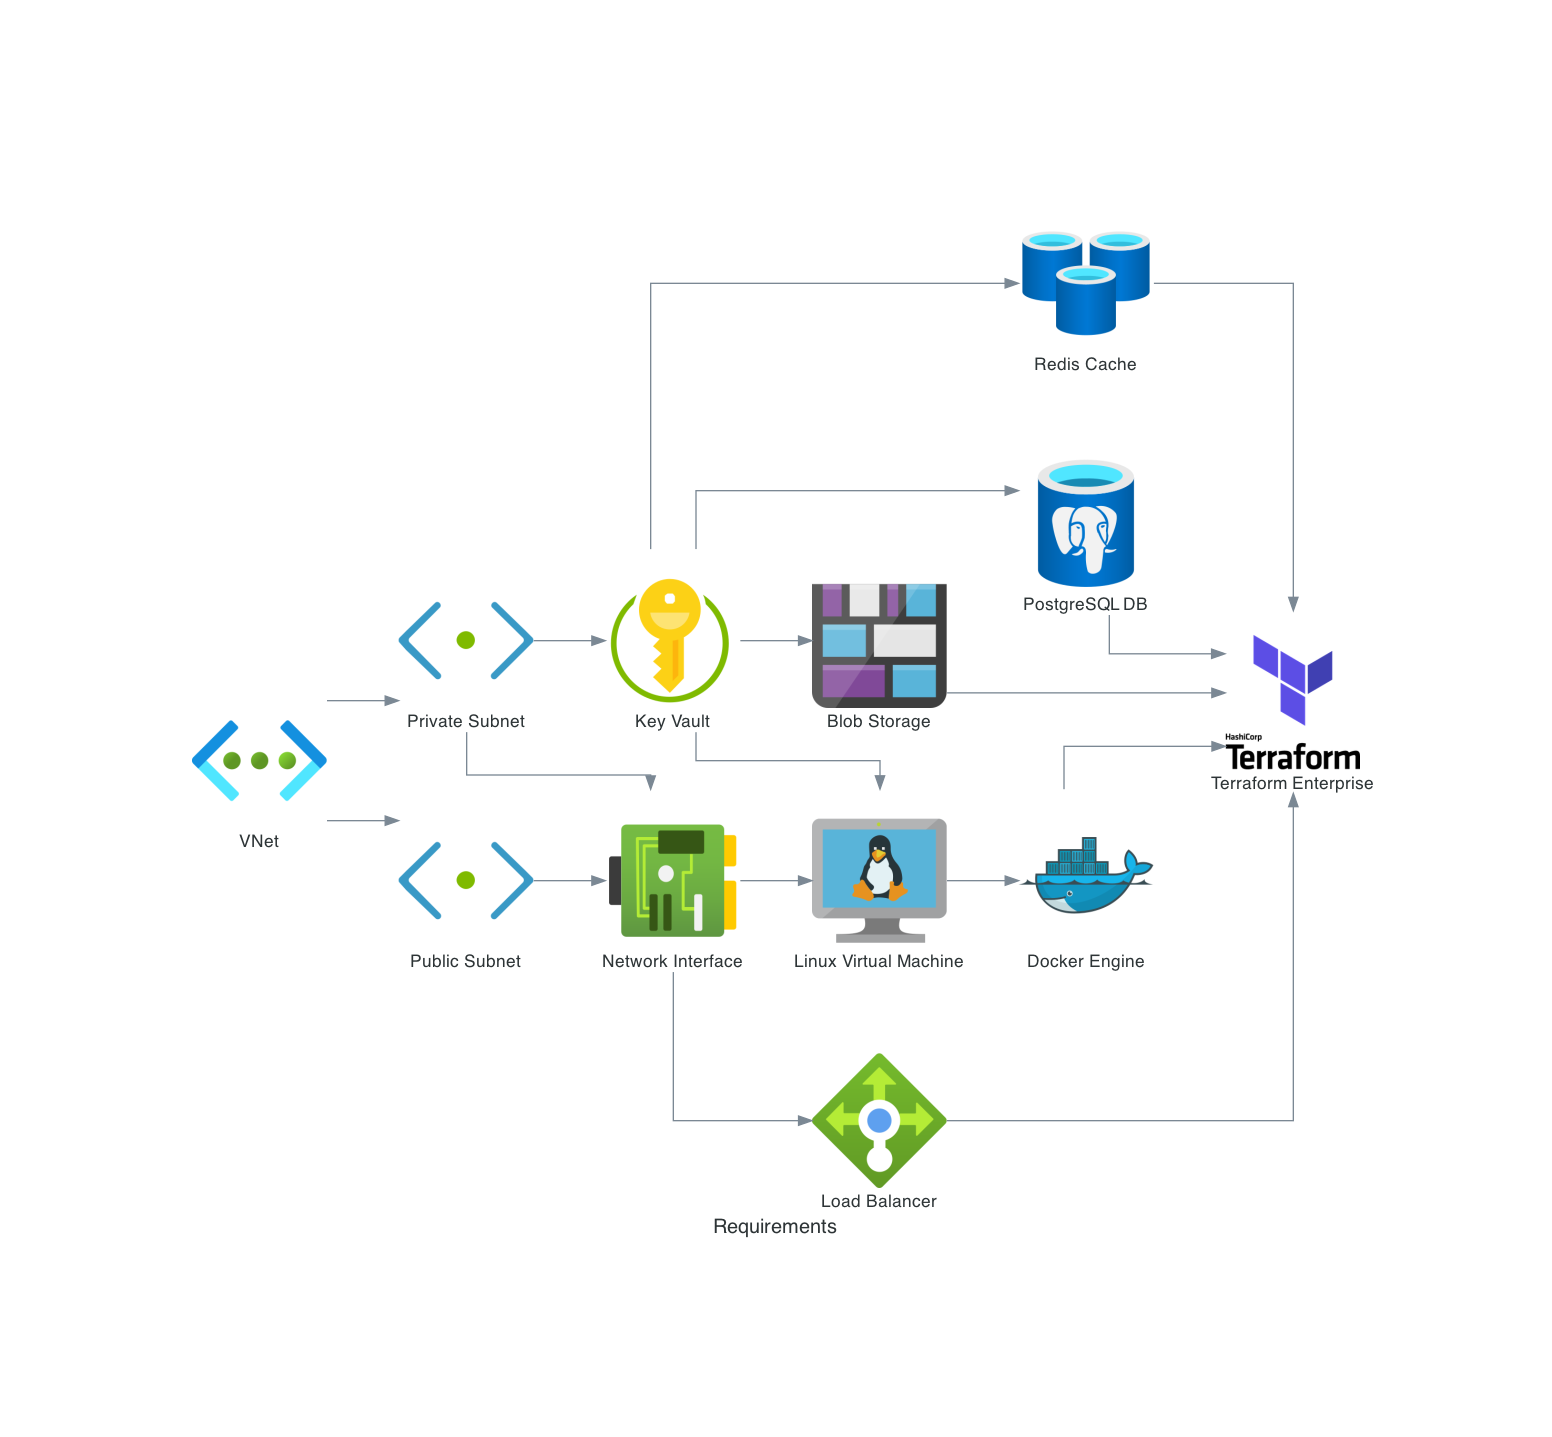 Redis Cache
PostgreSQL DB
Private Subnet
Key Vault
Blob Storage
HashiCorp
Terraform
Terraform Enterprise
VNet
Public Subnet
Network Interface
Linux Virtual Machine
Docker Engine
Load Balancer
Requirements